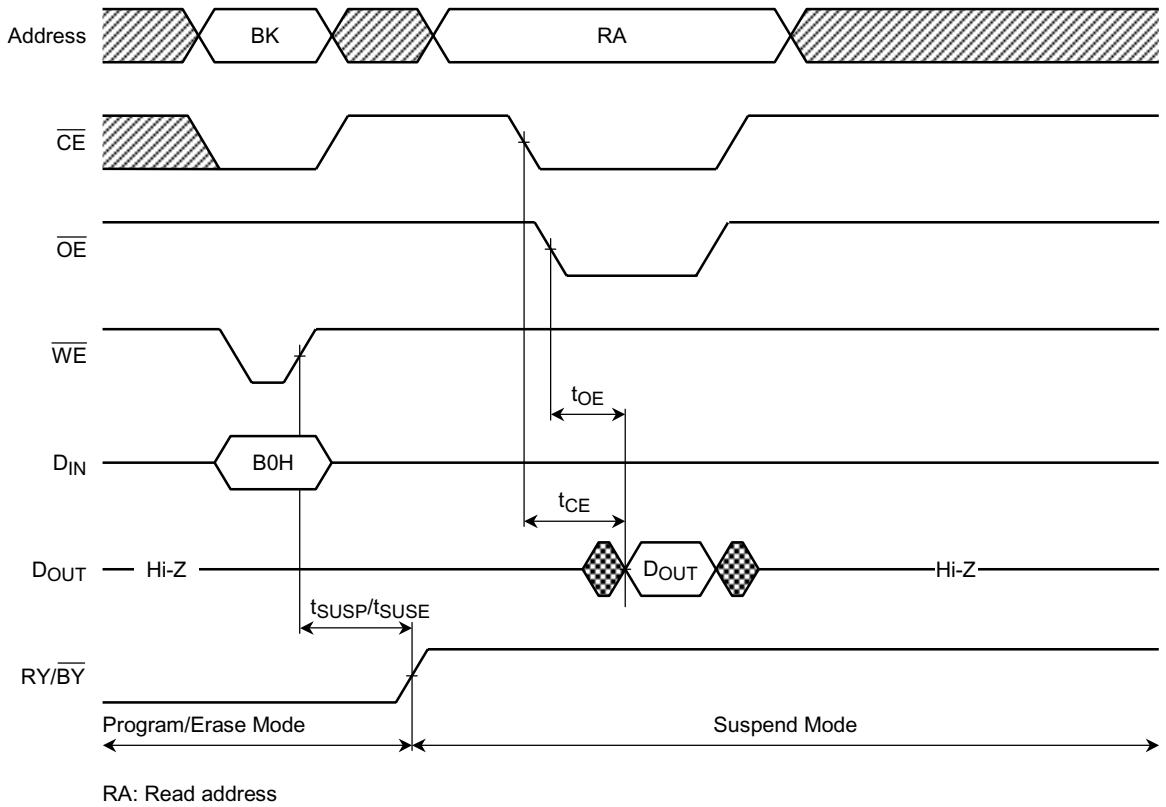 Address BK RA
CE
OE
WE
tOE
DIN B0H
tCE
DOUT Hi-Z DOUT Hi-Z
tSUSP/tSUSE
RY/BY
Program/Erase Mode Suspend Mode
RA: Read address